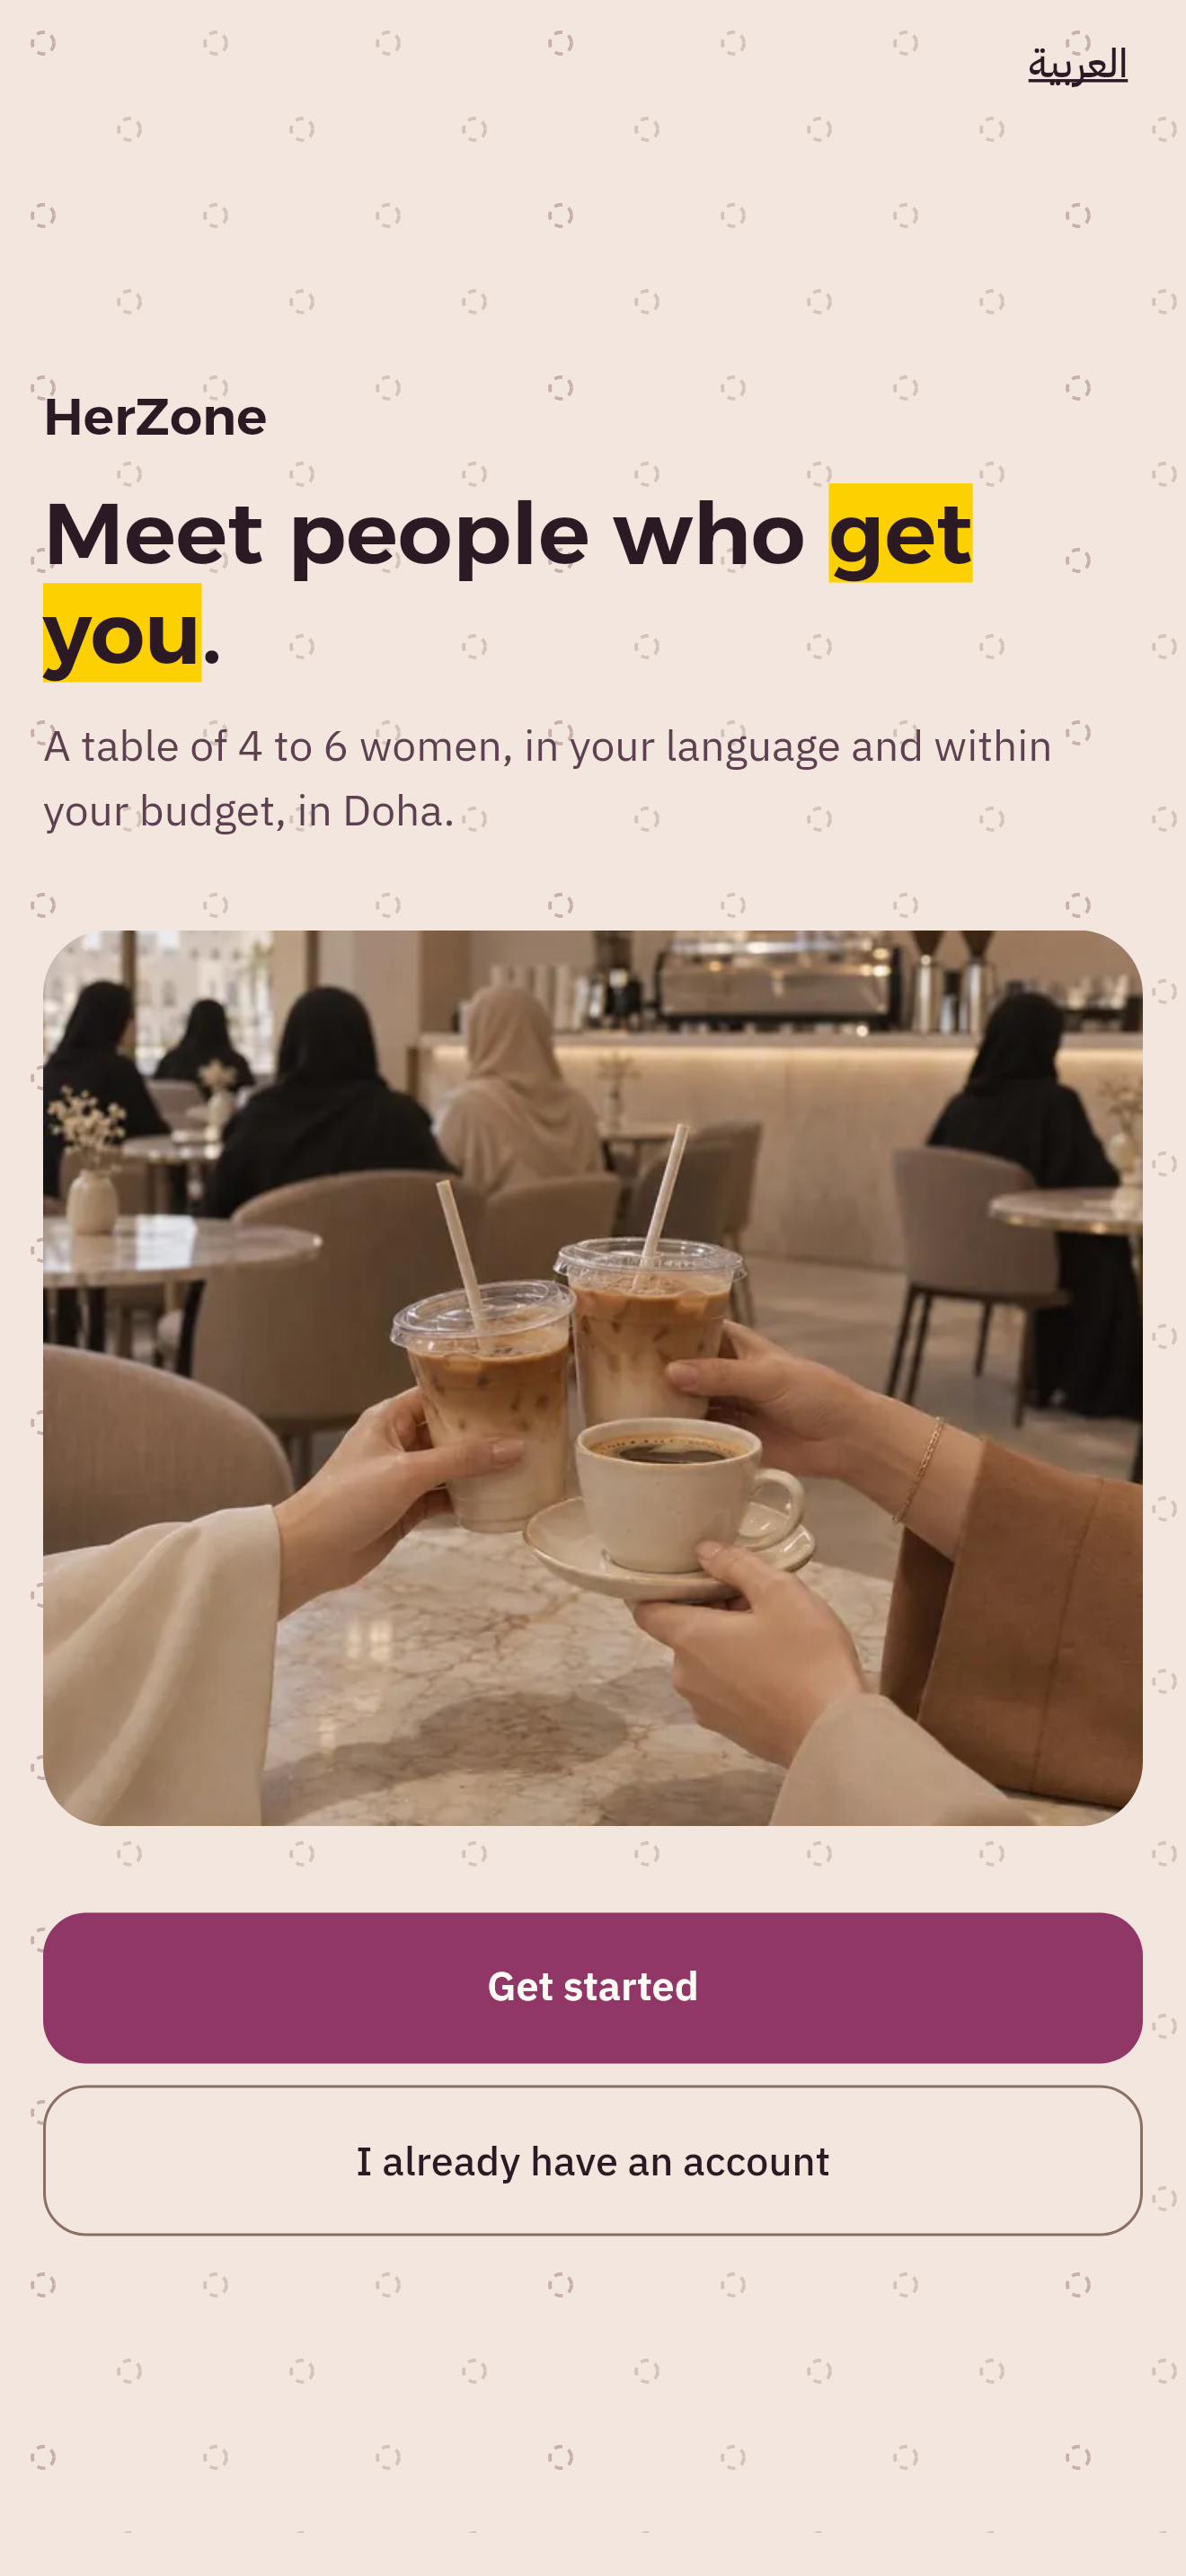 العربية
HerZone
Meet people who get
you.
A table of 4 to 6 women, in your language and within
your budget, in Doha.
Get started
I already have an account